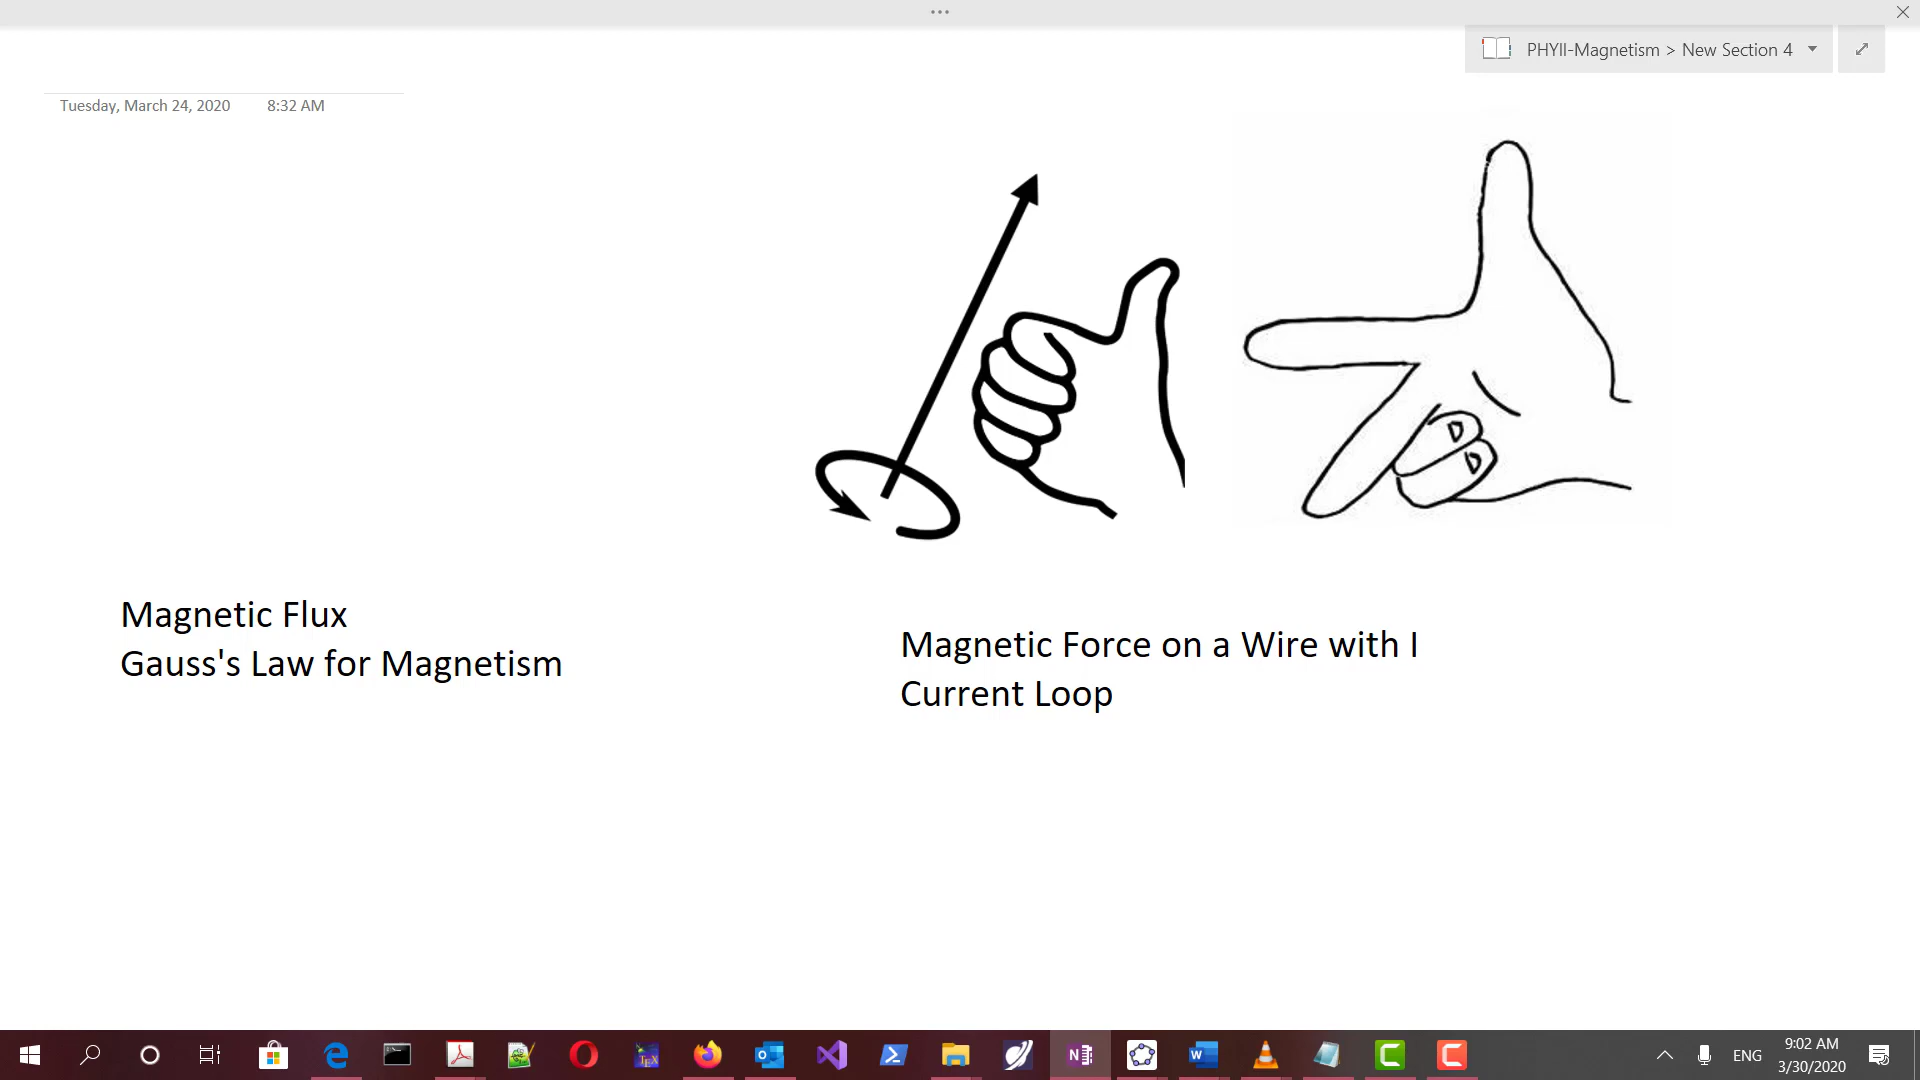 PHYII-Magnetism > New Section 4
Tuesday, March 24, 2020 8:32 AM
Magnetic Flux
Gauss's Law for Magnetism
Magnetic Force on a Wire with I
Current Loop
ENG
9:02 AM
3/30/2020